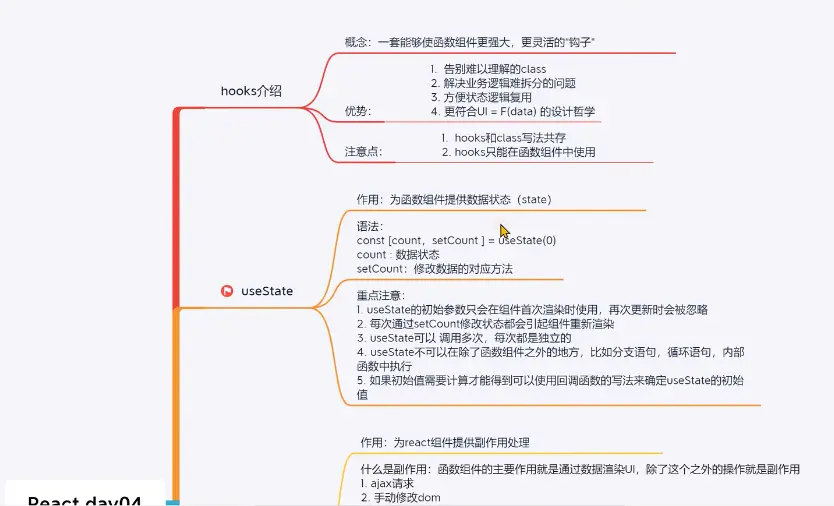 hooks介绍
概念：一套能够使函数组件更强大，更灵活的“钩子”
优势：
1. 告别难以理解的class
2. 解决业务逻辑难拆分的问题
3. 方便状态逻辑复用
4. 更符合UI = F(data) 的设计哲学
注意点：
1. hooks和class写法共存
2. hooks只能在函数组件中使用
useState
作用：为函数组件提供数据状态（state）
语法：
const [count，setCount ] = useState(0)
count : 数据状态
setCount：修改数据的对应方法
重点注意：
1. useState的初始参数只会在组件首次渲染时使用，再次更新时会被忽略
2. 每次通过setCount修改状态都会引起组件重新渲染
3. useState可以 调用多次，每次都是独立的
4. useState不可以在除了函数组件之外的地方，比如分支语句，循环语句，内部
函数中执行
5. 如果初始值需要计算才能得到可以使用回调函数的写法来确定useState的初始
值
作用：为react组件提供副作用处理
什么是副作用：函数组件的主要作用就是通过数据渲染UI，除了这个之外的操作就是副作用
1. ajax请求
2. 手动修改dom
React day04